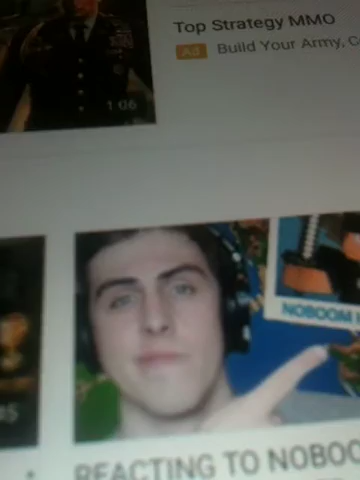 Top Strategy MMO
Ad Build Your Army, C
1:06
NOBOOM
REACTING TO NOBOO